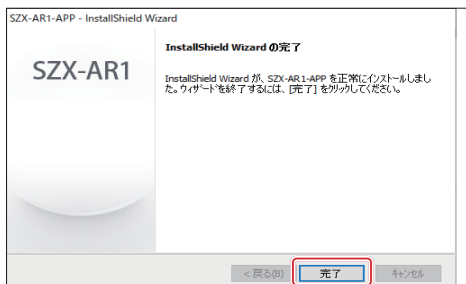 SZX-AR1-APP - InstallShield Wizard
SZX-AR1
InstallShield Wizard の完了
InstallShield Wizard が、SZX-AR1-APP を正常にインストールしまし
た。ウィザードを終了するには、[完了] をクリックしてください。
< 戻る(B)
完了
キャンセル